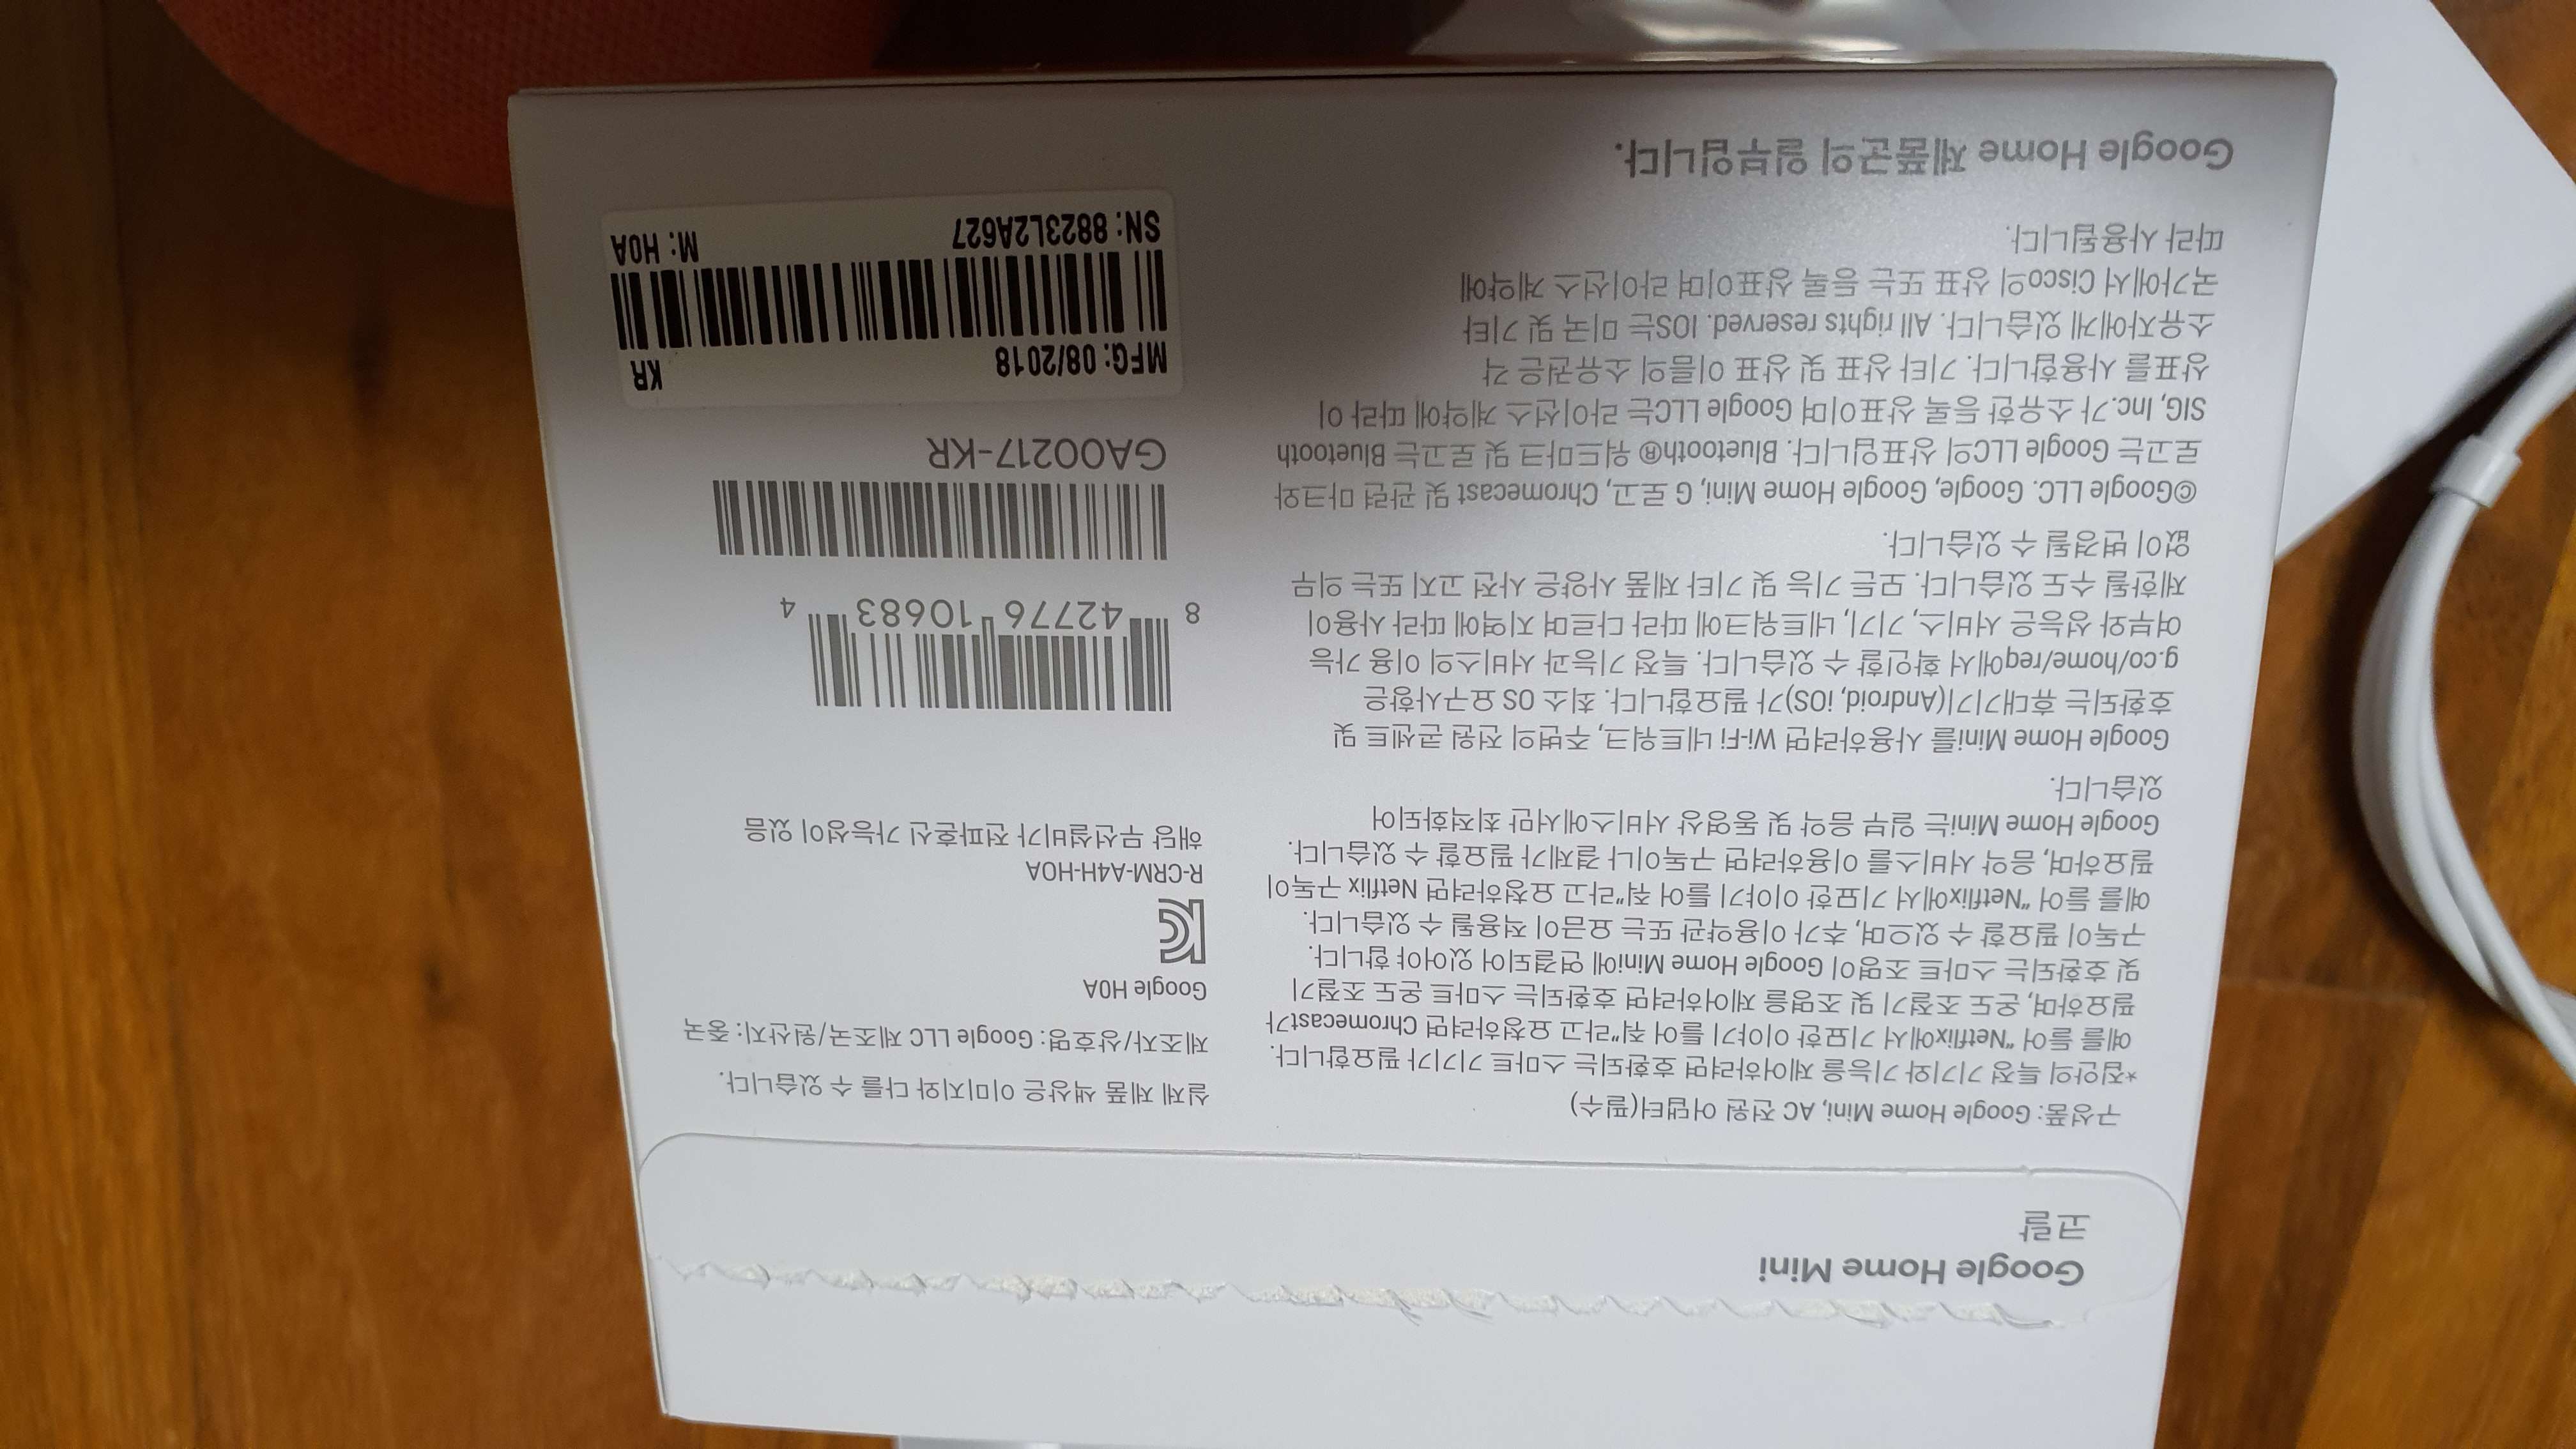 Google Home Mini
코랄
구성품: Google Home Mini, AC 전원 어댑터(필수)
*집안의 특정 기기와 기능을 제어하려면 호환되는 스마트 기기가 필요합니다.
예를 들어 "Netflix에서 기묘한 이야기 틀어 줘"라고 요청하려면 Chromecast가
필요하며, 온도 조절기 및 조명을 제어하려면 호환되는 스마트 온도 조절기
및 호환되는 스마트 조명이 Google Home Mini에 연결되어 있어야 합니다.
구독이 필요할 수 있으며, 추가 이용약관 또는 요금이 적용될 수 있습니다.
예를 들어 "Netflix에서 기묘한 이야기 틀어 줘"라고 요청하려면 Netflix 구독이
필요하며, 음악 서비스를 이용하려면 구독이나 결제가 필요할 수 있습니다.
Google Home Mini는 일부 음악 및 동영상 서비스에서만 최적화되어
있습니다.
Google Home Mini를 사용하려면 Wi-Fi 네트워크, 주변의 전원 콘센트 및
호환되는 휴대기기(Android, iOS)가 필요합니다. 최소 OS 요구사항은
g.co/home/req에서 확인할 수 있습니다. 특정 기능과 서비스의 이용 가능
여부와 성능은 서비스, 기기, 네트워크에 따라 다르며 지역에 따라 사용이
제한될 수도 있습니다. 모든 기능 및 기타 제품 사양은 사전 고지 또는 의무
없이 변경될 수 있습니다.
©Google LLC. Google, Google Home Mini, G 로고, Chromecast 및 관련 마크와
로고는 Google LLC의 상표입니다. Bluetooth® 워드마크 및 로고는 Bluetooth
SIG, Inc.가 소유한 등록 상표이며 Google LLC는 라이선스 계약에 따라 이
상표를 사용합니다. 기타 상표 및 상표 이름의 소유권은 각
소유자에게 있습니다. All rights reserved. IOS는 미국 및 기타
국가에서 Cisco의 상표 또는 등록 상표이며 라이선스 계약에
따라 사용됩니다.
Google Home 제품군의 일부입니다.
실제 제품 색상은 이미지와 다를 수 있습니다.
제조자/상호명: Google LLC 제조국/원산지: 중국
Google H0A
R-CRM-A4H-H0A
해당 무선설비가 전파혼신 가능성이 있음
8 42776 10683 4
GA00217-KR
MFG: 08/2018 KR
SN: 8823L2A627 M: H0A